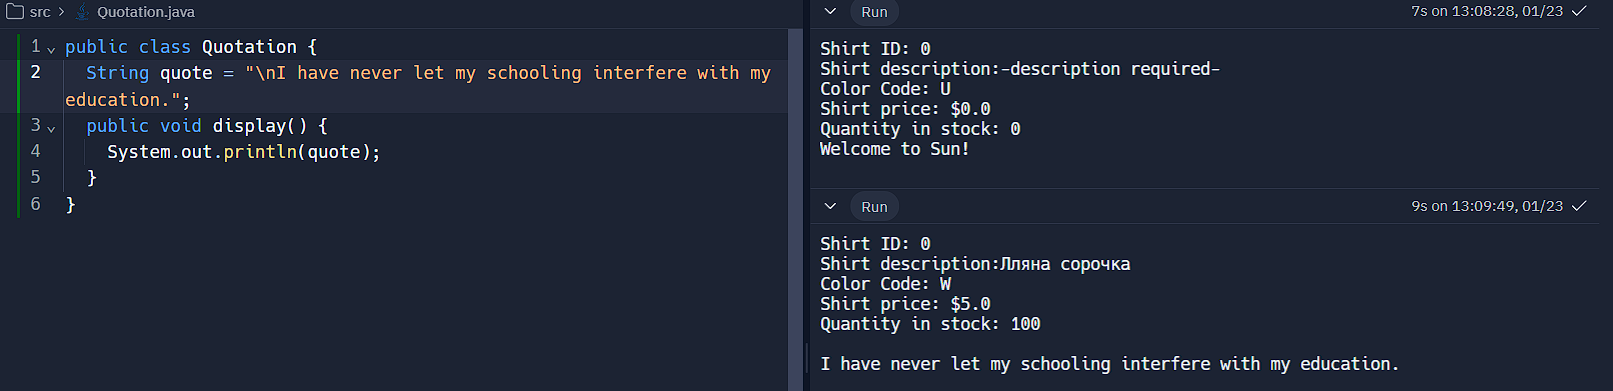 src > Quotation.java
1 public class Quotation {
2 String quote = "\nI have never let my schooling interfere with my
education.";
3 public void display() {
4 System.out.println(quote);
5 }
6 }
Run 7s on 13:08:28, 01/23
Shirt ID: 0
Shirt description:-description required-
Color Code: U
Shirt price: $0.0
Quantity in stock: 0
Welcome to Sun!
Run 9s on 13:09:49, 01/23
Shirt ID: 0
Shirt description:Лляна сорочка
Color Code: W
Shirt price: $5.0
Quantity in stock: 100
I have never let my schooling interfere with my education.